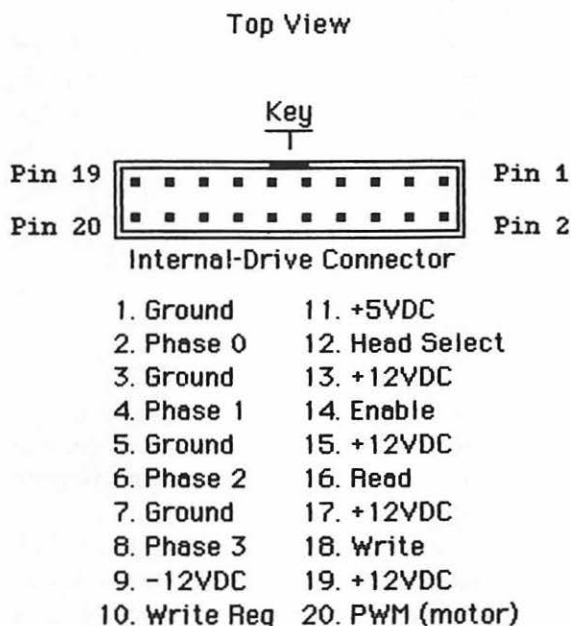 Top View
Key
Pin 19 Pin 1
Pin 20 Pin 2
Internal-Drive Connector
1. Ground 11. +5VDC
2. Phase 0 12. Head Select
3. Ground 13. +12VDC
4. Phase 1 14. Enable
5. Ground 15. +12VDC
6. Phase 2 16. Read
7. Ground 17. +12VDC
8. Phase 3 18. Write
9. -12VDC 19. +12VDC
10. Write Req 20. PWM (motor)